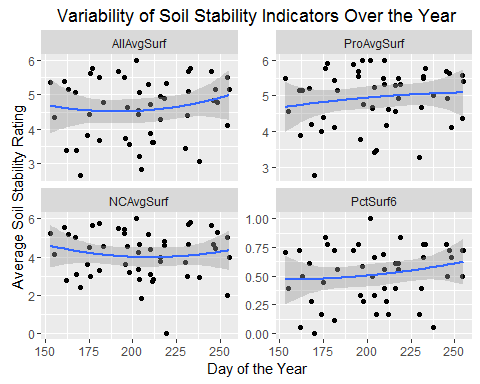 Variability of Soil Stability Indicators Over the Year
AllAvgSurf
ProAvgSurf
6
5
4
3
6
5
4
3
NCAvgSurf
PctSurf6
6
4
2
0
1.00
0.75
0.50
0.25
0.00
150 175 200 225 250
150 175 200 225 250
Day of the Year
Average Soil Stability Rating